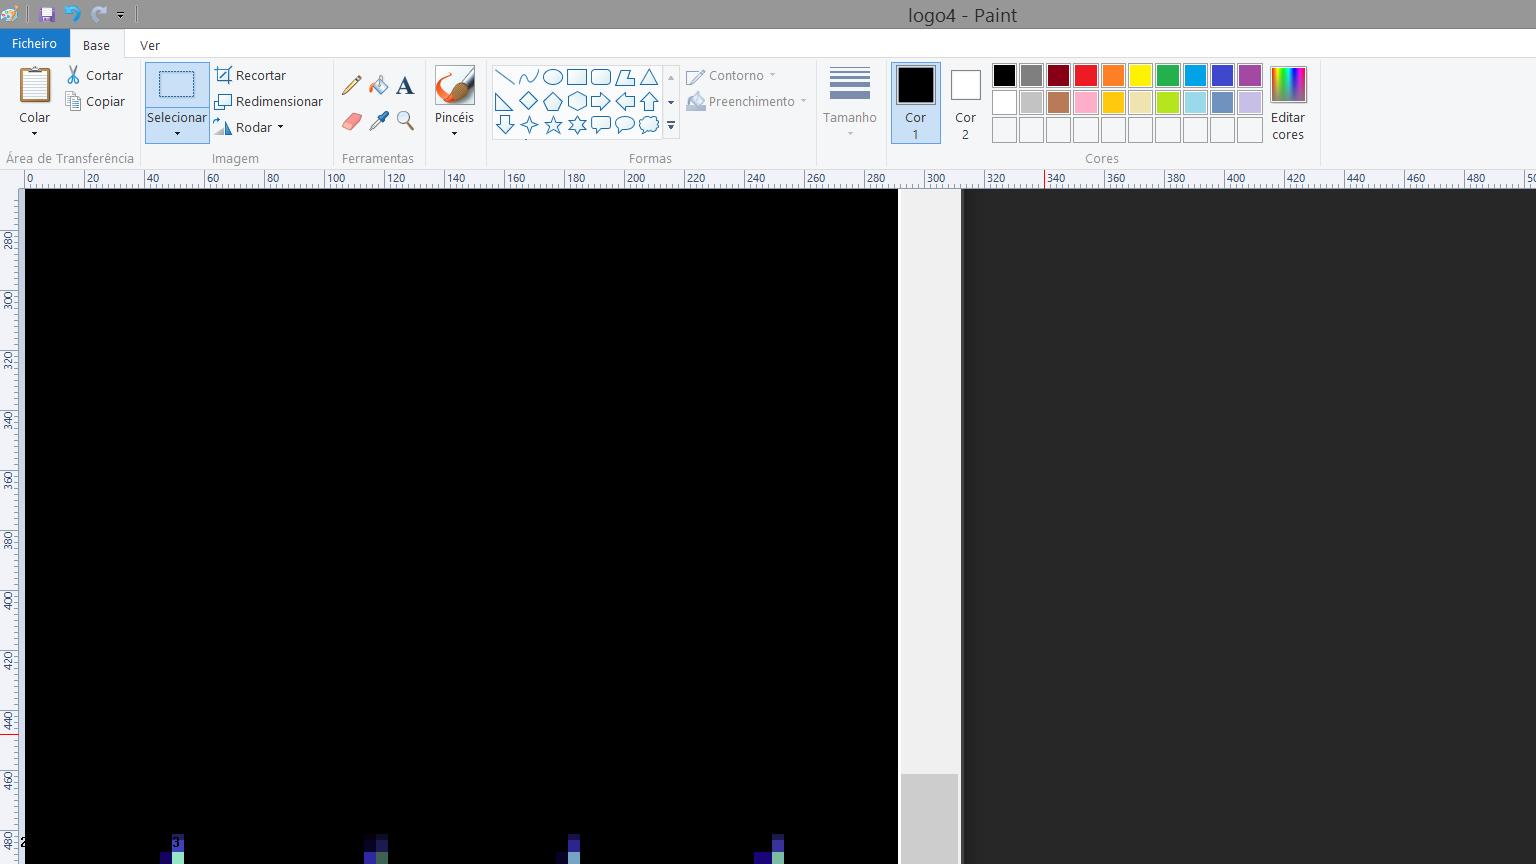 logo4 - Paint
Ficheiro Base Ver
Colar
Cortar
Copiar
Área de Transferência
Selecionar
Recortar
Redimensionar
Rodar
Imagem
A
Ferramentas
Pincéis
Contorno
Preenchimento
Formas
Tamanho
Cor 1
Cor 2
Editar cores
Cores
0 20 40 60 80 100 120 140 160 180 200 220 240 260 280 300 320 340 360 380 400 420 440 460 480
280
300
320
340
360
380
400
420
440
460
480
3